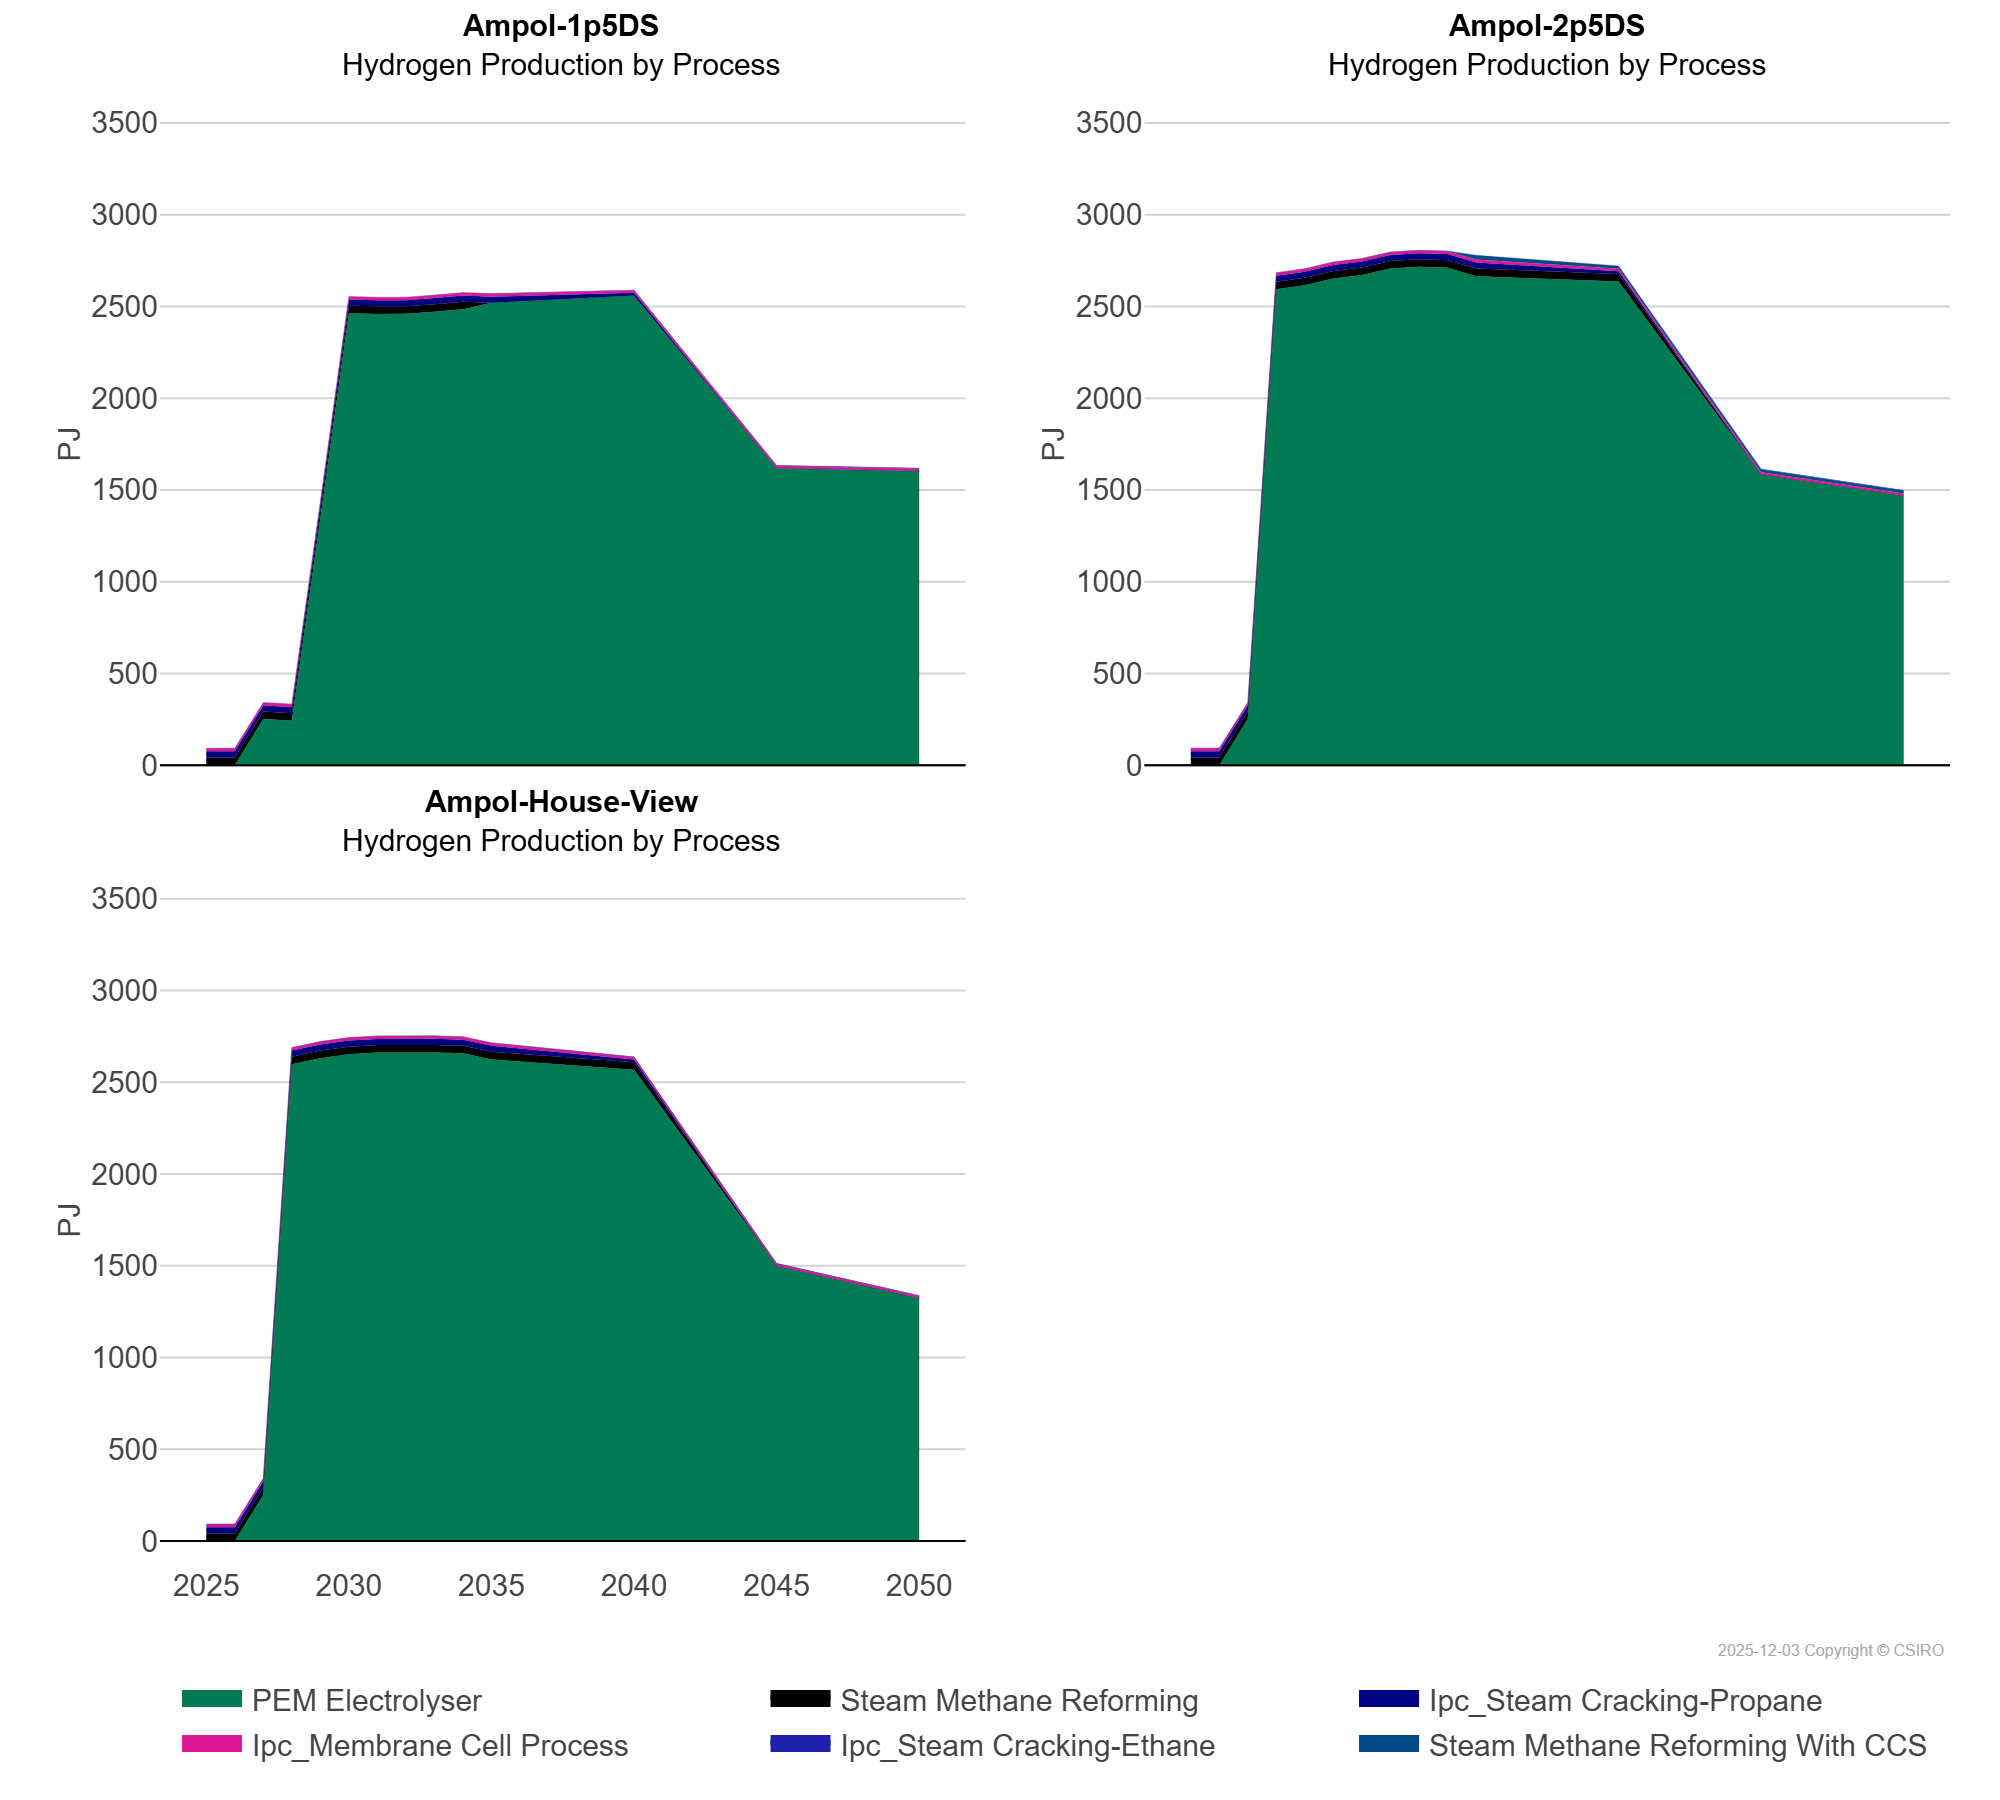 Ampol-1p5DS
Hydrogen Production by Process
3500
3000
2500
2000
1500
1000
500
0
PJ
Ampol-2p5DS
Hydrogen Production by Process
3500
3000
2500
2000
1500
1000
500
0
PJ
Ampol-House-View
Hydrogen Production by Process
3500
3000
2500
2000
1500
1000
500
0
PJ
2025 2030 2035 2040 2045 2050
2025-12-03 Copyright © CSIRO
PEM Electrolyser Steam Methane Reforming Ipc_Steam Cracking-Propane
Ipc_Membrane Cell Process Ipc_Steam Cracking-Ethane Steam Methane Reforming With CCS